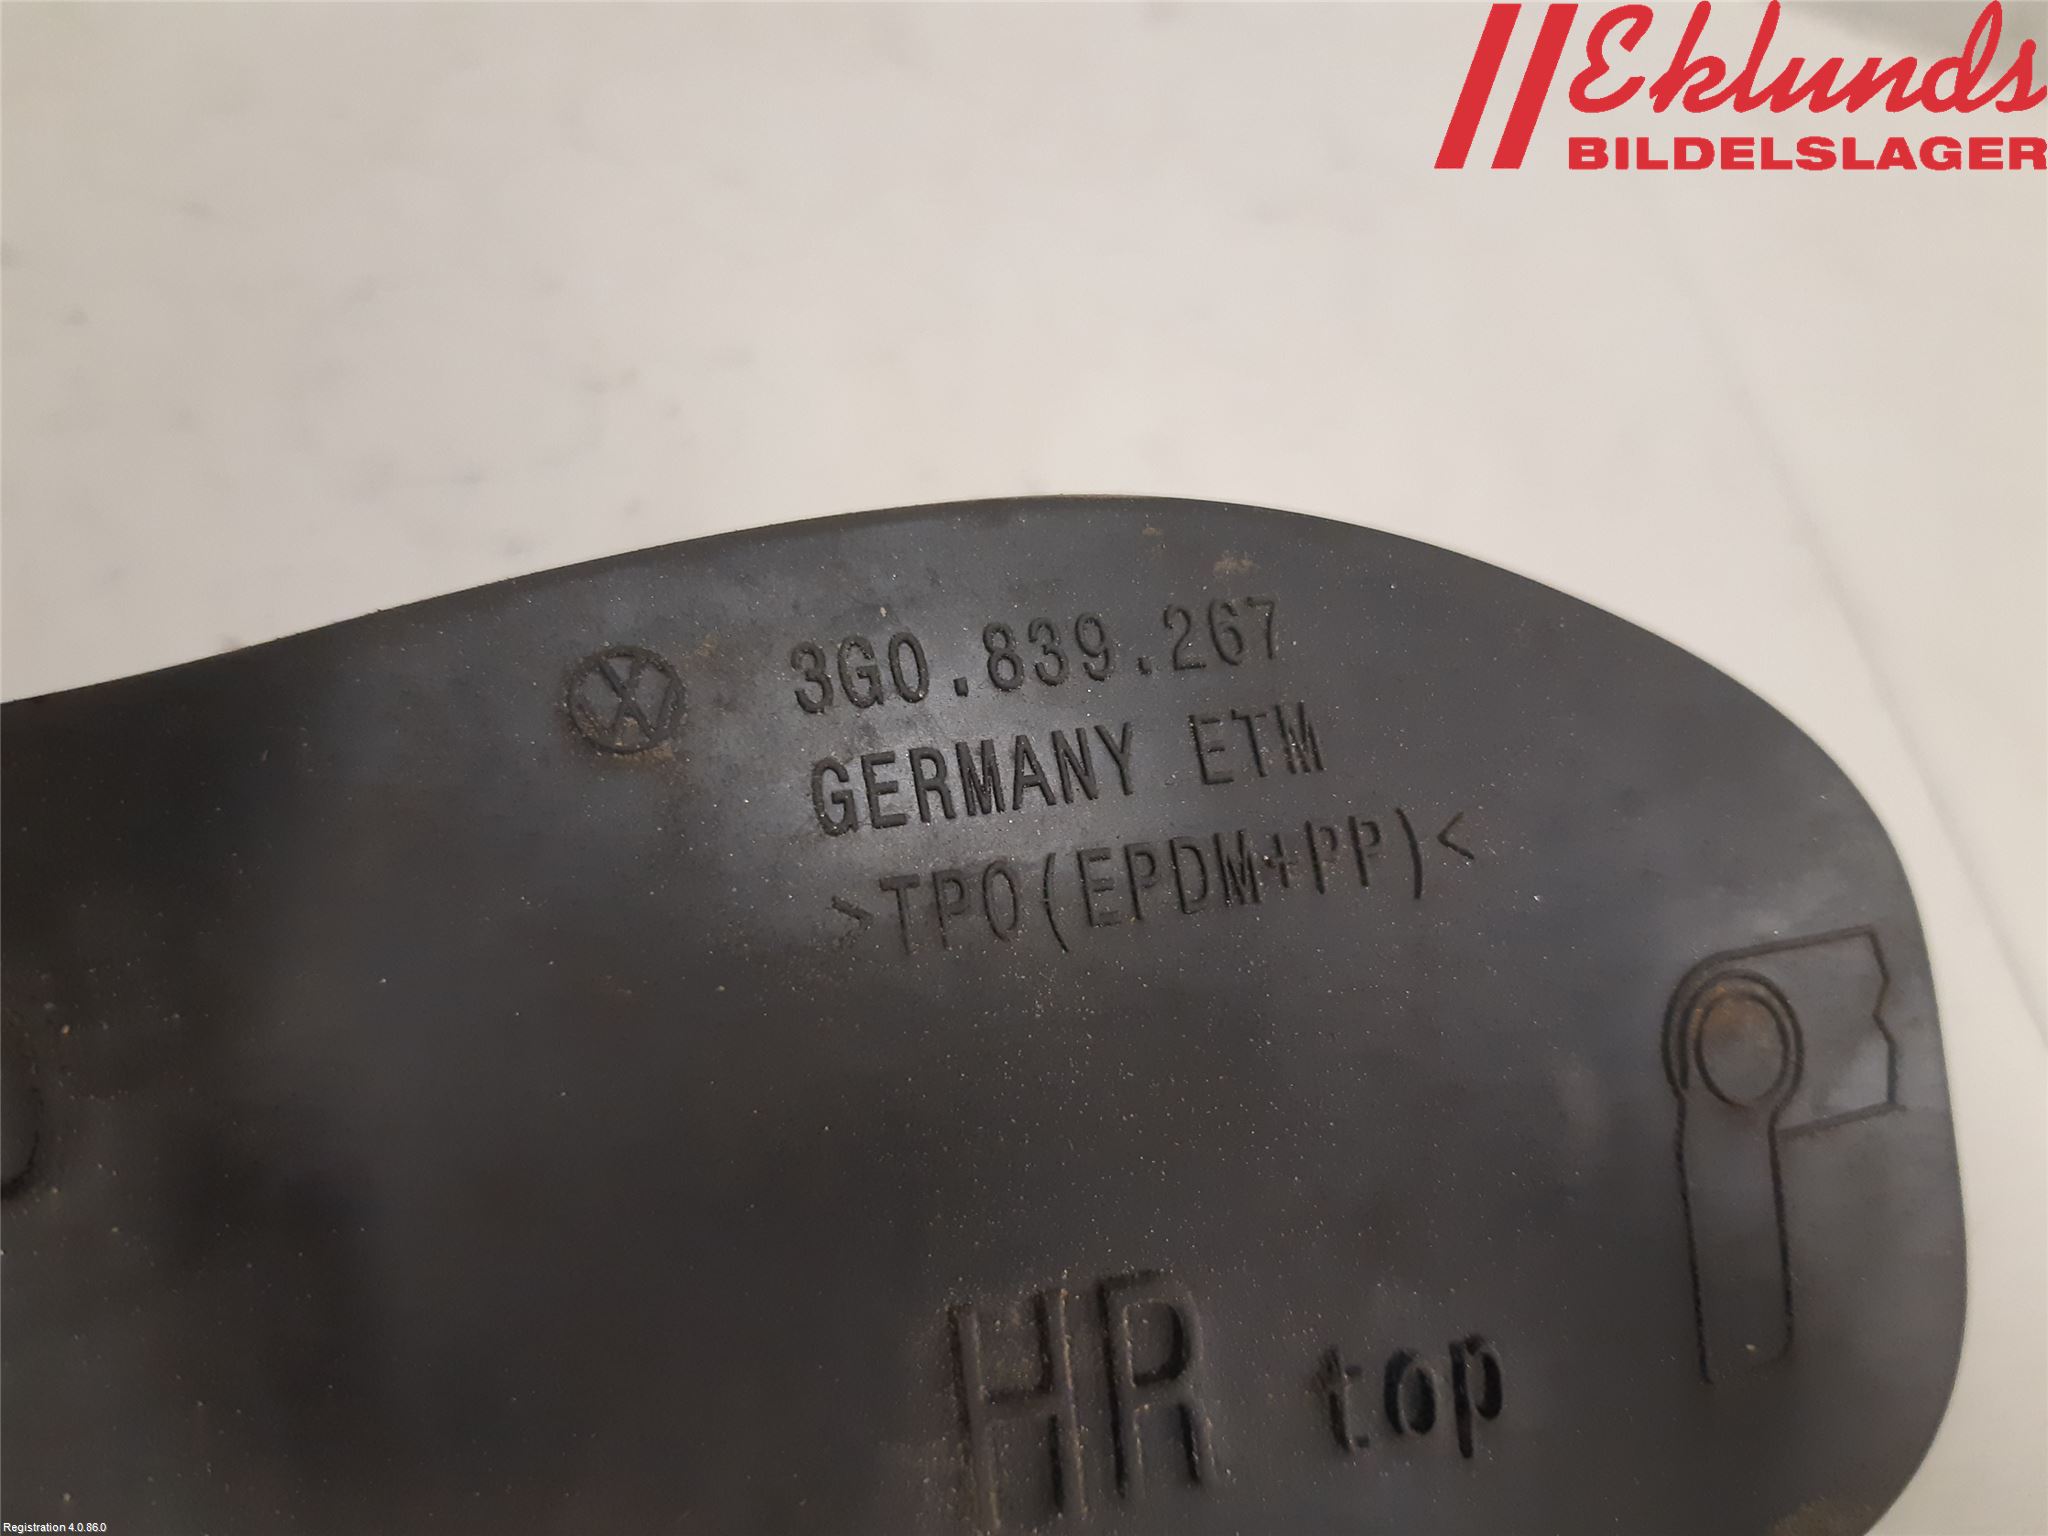 Eklunds
BILDELSLAGER
3G0.839.267
GERMANY ETM
>TPO(EPDM+PP)<
HR top
Registration 4.0.86.0